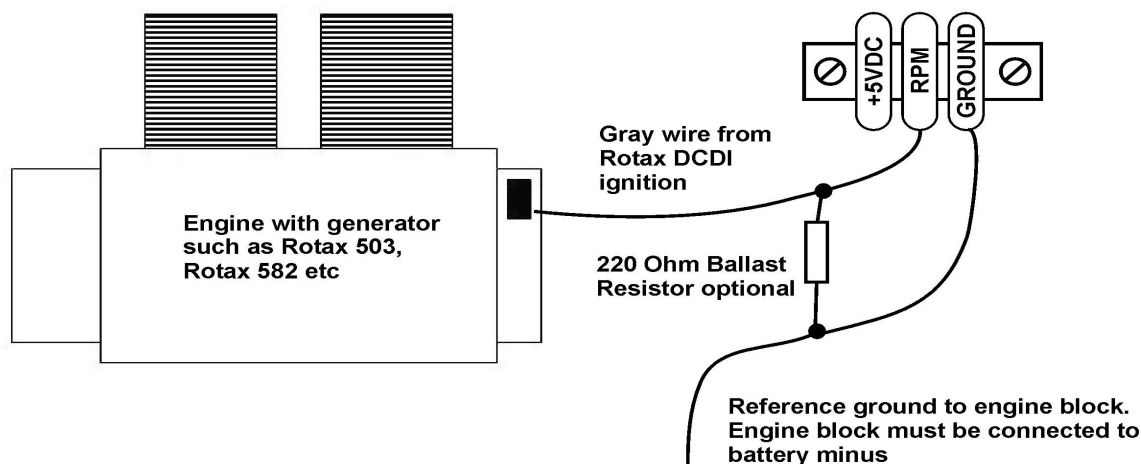 +5VDC
RPM
GROUND
Gray wire from
Rotax DCDI
ignition
Engine with generator
such as Rotax 503,
Rotax 582 etc
220 Ohm Ballast
Resistor optional
Reference ground to engine block.
Engine block must be connected to
battery minus